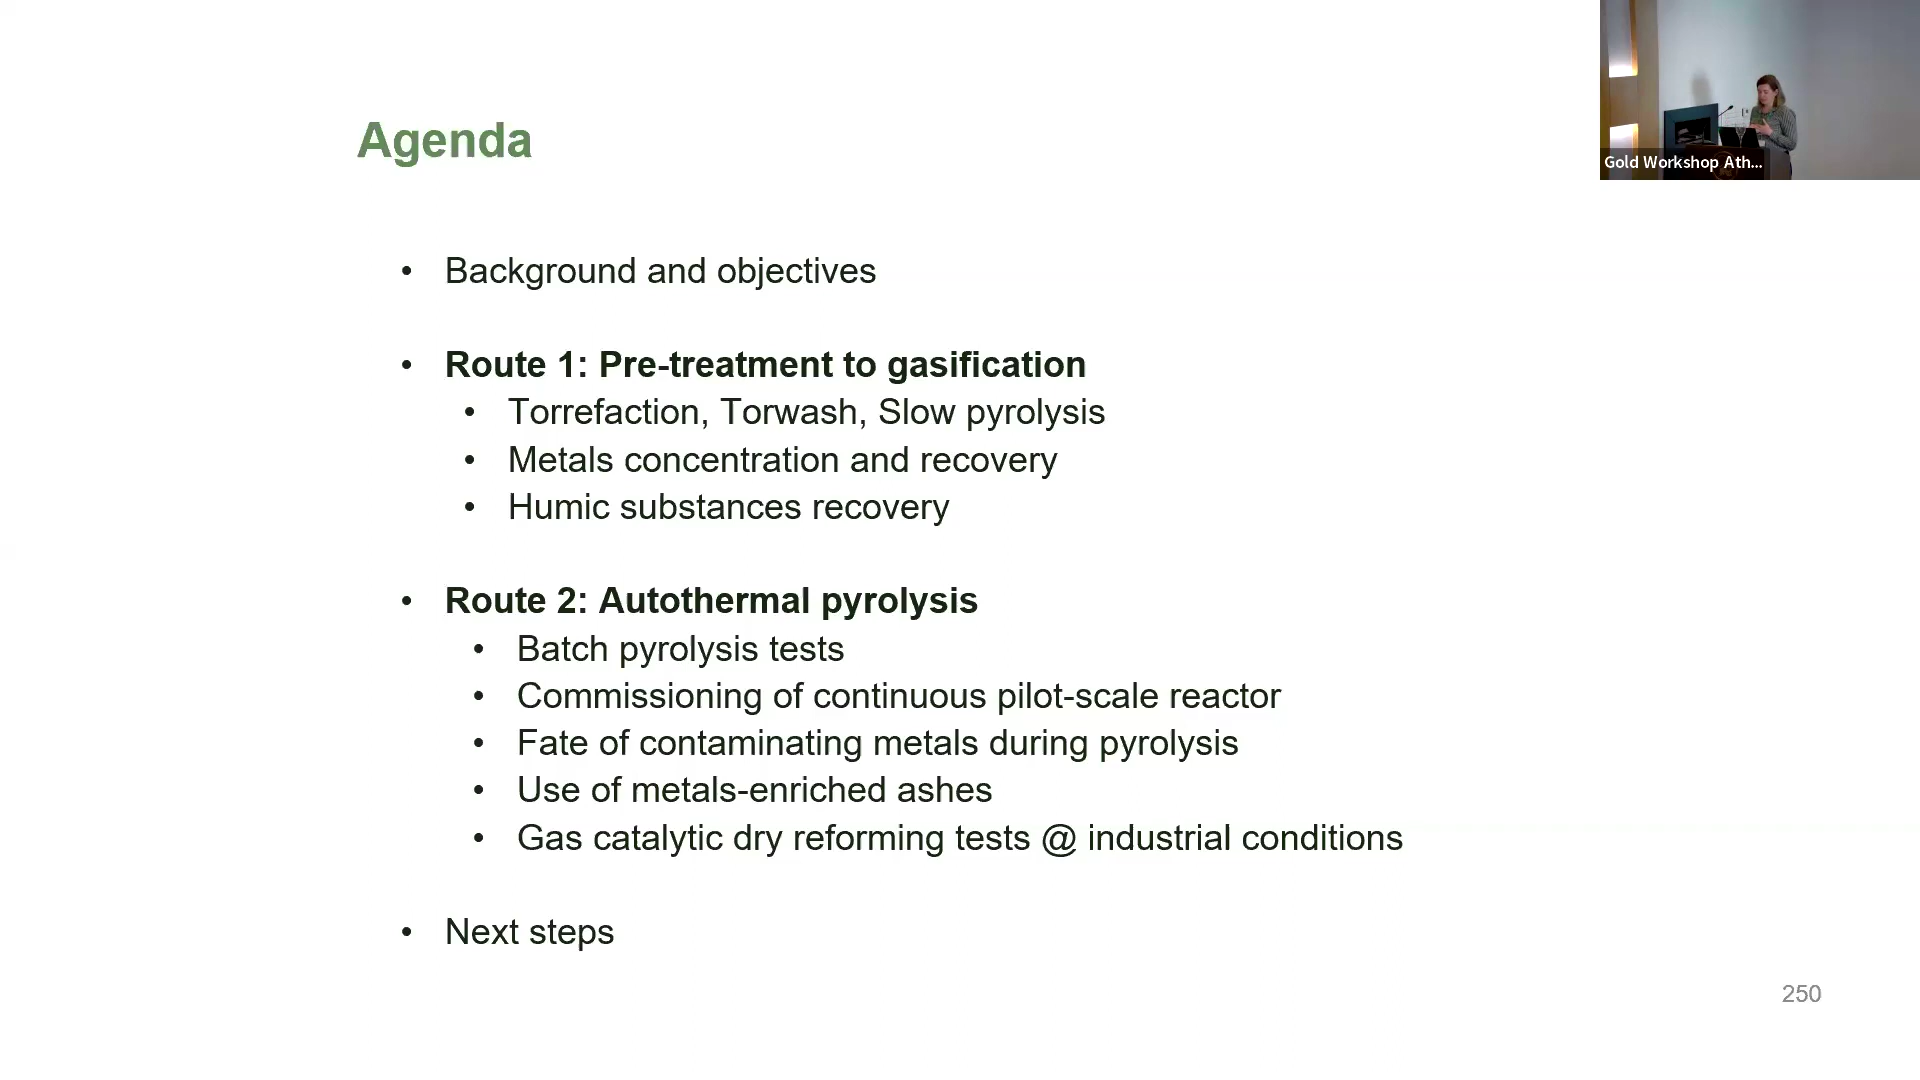 Agenda
Gold Workshop Ath...
• Background and objectives
• Route 1: Pre-treatment to gasification
• Torrefaction, Torwash, Slow pyrolysis
• Metals concentration and recovery
• Humic substances recovery
• Route 2: Autothermal pyrolysis
• Batch pyrolysis tests
• Commissioning of continuous pilot-scale reactor
• Fate of contaminating metals during pyrolysis
• Use of metals-enriched ashes
• Gas catalytic dry reforming tests @ industrial conditions
• Next steps
250